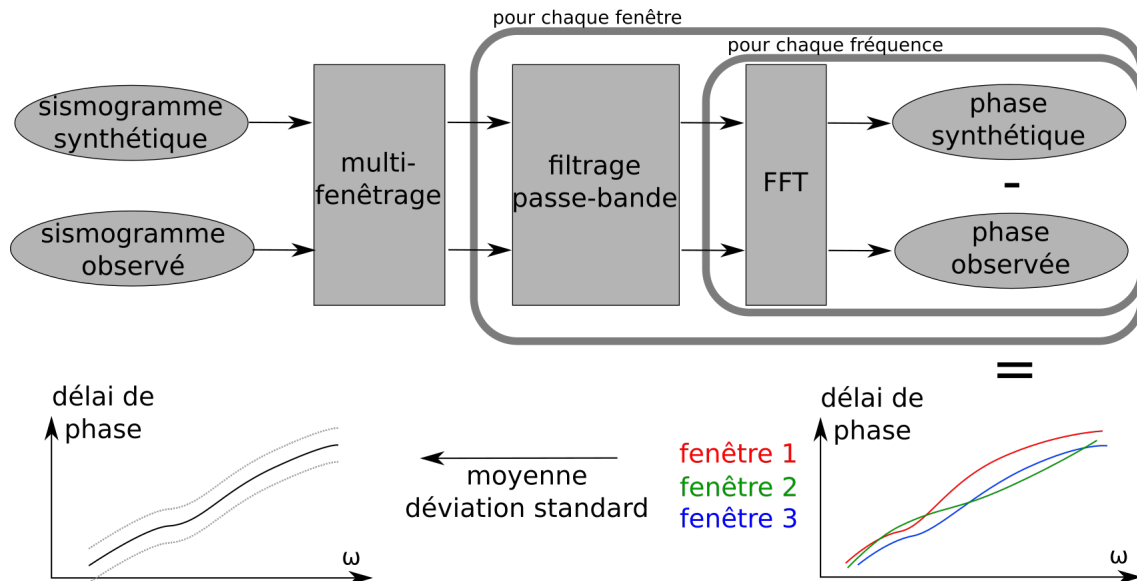 pour chaque fenêtre
pour chaque fréquence
sismogramme
synthétique
sismogramme
observé
multi-
fenêtrage
filtrage
passe-bande
FFT
phase
synthétique
-
phase
observée
=
délai de
phase
ω
moyenne
déviation standard
fenêtre 1
fenêtre 2
fenêtre 3
délai de
phase
ω